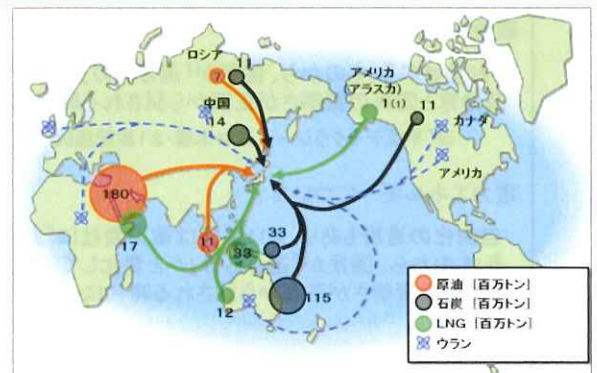 ロシア
7
11
中国
14
アメリカ
(アラスカ)
1(1)
11
カナダ
アメリカ
180
17
11
33
33
12
115
原油 [百万トン]
石炭 [百万トン]
LNG [百万トン]
ウラン